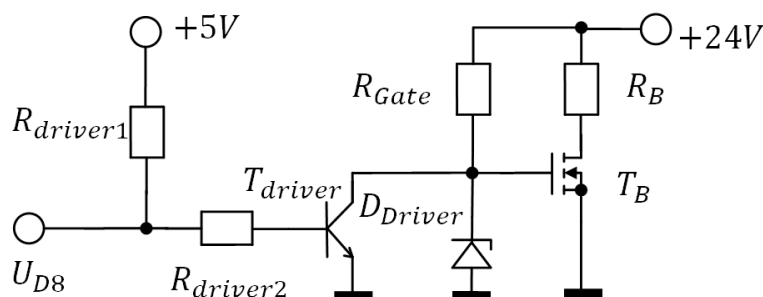 +5V
+24V
R_Gate
R_B
R_driver1
T_driver
D_Driver
T_B
U_D8
R_driver2